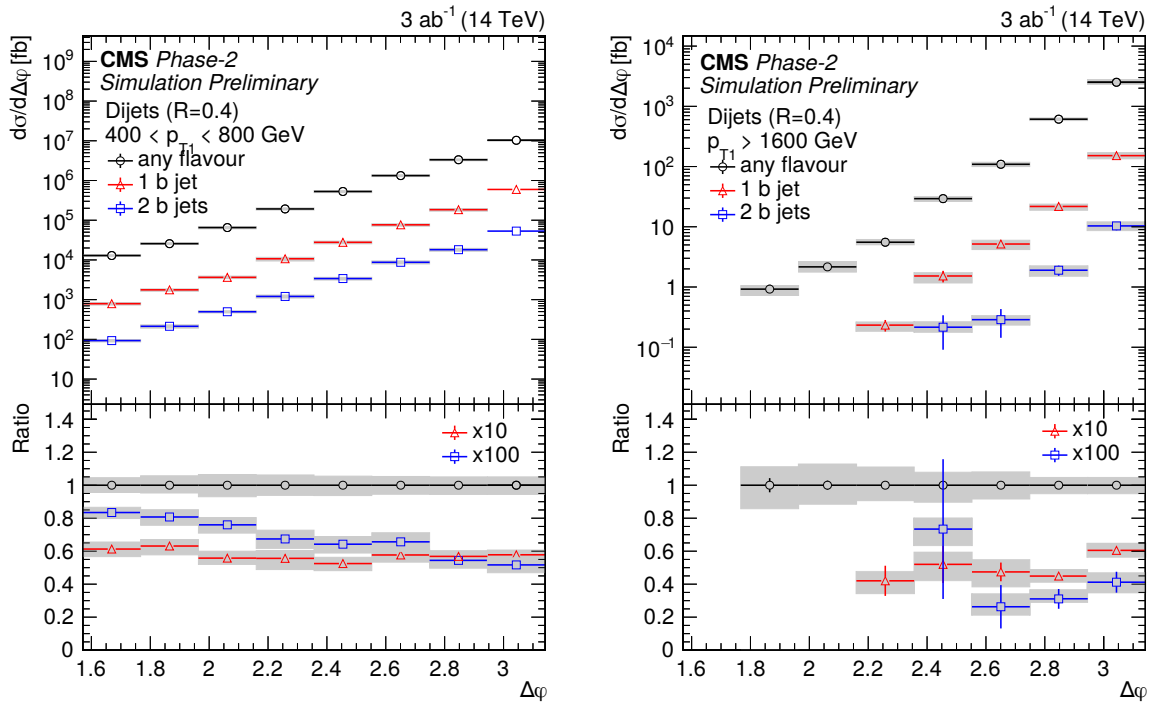 3 ab⁻¹ (14 TeV)
dσ/dΔφ [fb]
10⁹
10⁸
10⁷
10⁶
10⁵
10⁴
10³
10²
10
CMS Phase-2
Simulation Preliminary
Dijets (R=0.4)
400 < p_T1 < 800 GeV
any flavour
1 b jet
2 b jets
Ratio
1.4
1.2
1
0.8
0.6
0.4
0.2
0
x10
x100
1.6 1.8 2 2.2 2.4 2.6 2.8 3
Δφ
3 ab⁻¹ (14 TeV)
dσ/dΔφ [fb]
10⁴
10³
10²
10
1
10⁻¹
CMS Phase-2
Simulation Preliminary
Dijets (R=0.4)
p_T1 > 1600 GeV
any flavour
1 b jet
2 b jets
Ratio
1.4
1.2
1
0.8
0.6
0.4
0.2
0
x10
x100
1.6 1.8 2 2.2 2.4 2.6 2.8 3
Δφ